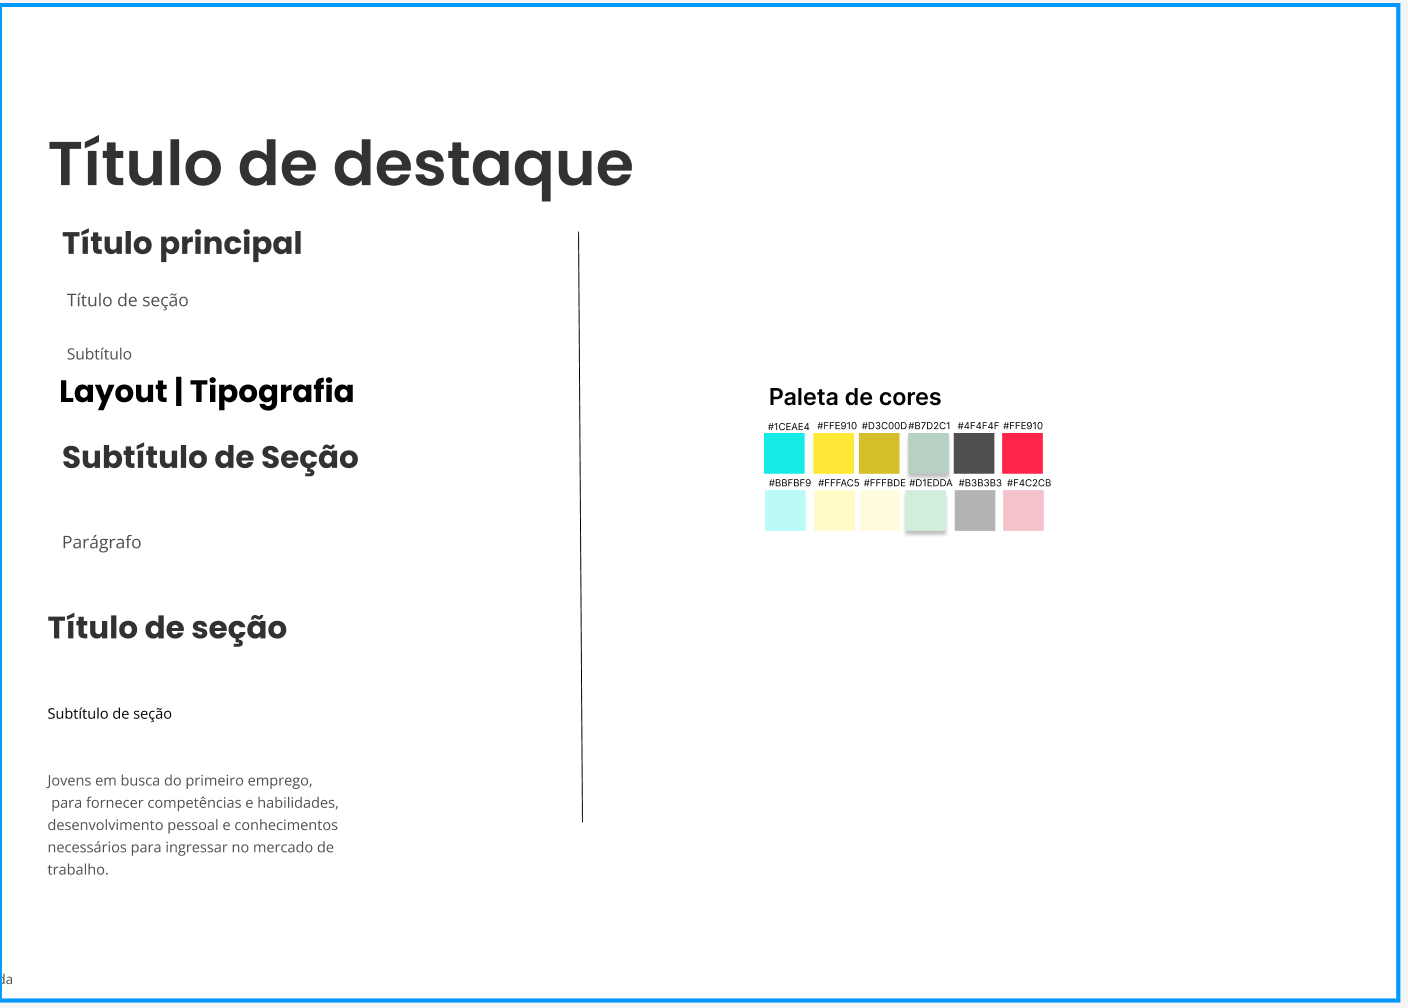 Título de destaque
Título principal
Título de seção
Subtítulo
Layout | Tipografia
Subtítulo de Seção
Parágrafo
Título de seção
Subtítulo de seção
Jovens em busca do primeiro emprego,
para fornecer competências e habilidades,
desenvolvimento pessoal e conhecimentos
necessários para ingressar no mercado de
trabalho.
Paleta de cores
#1CEAE4 #FFE910 #D3C00D #B7D2C1 #4F4F4F #FFE910
#BBFBF9 #FFFAC5 #FFFBDE #D1EDDA #B3B3B3 #F4C2CB